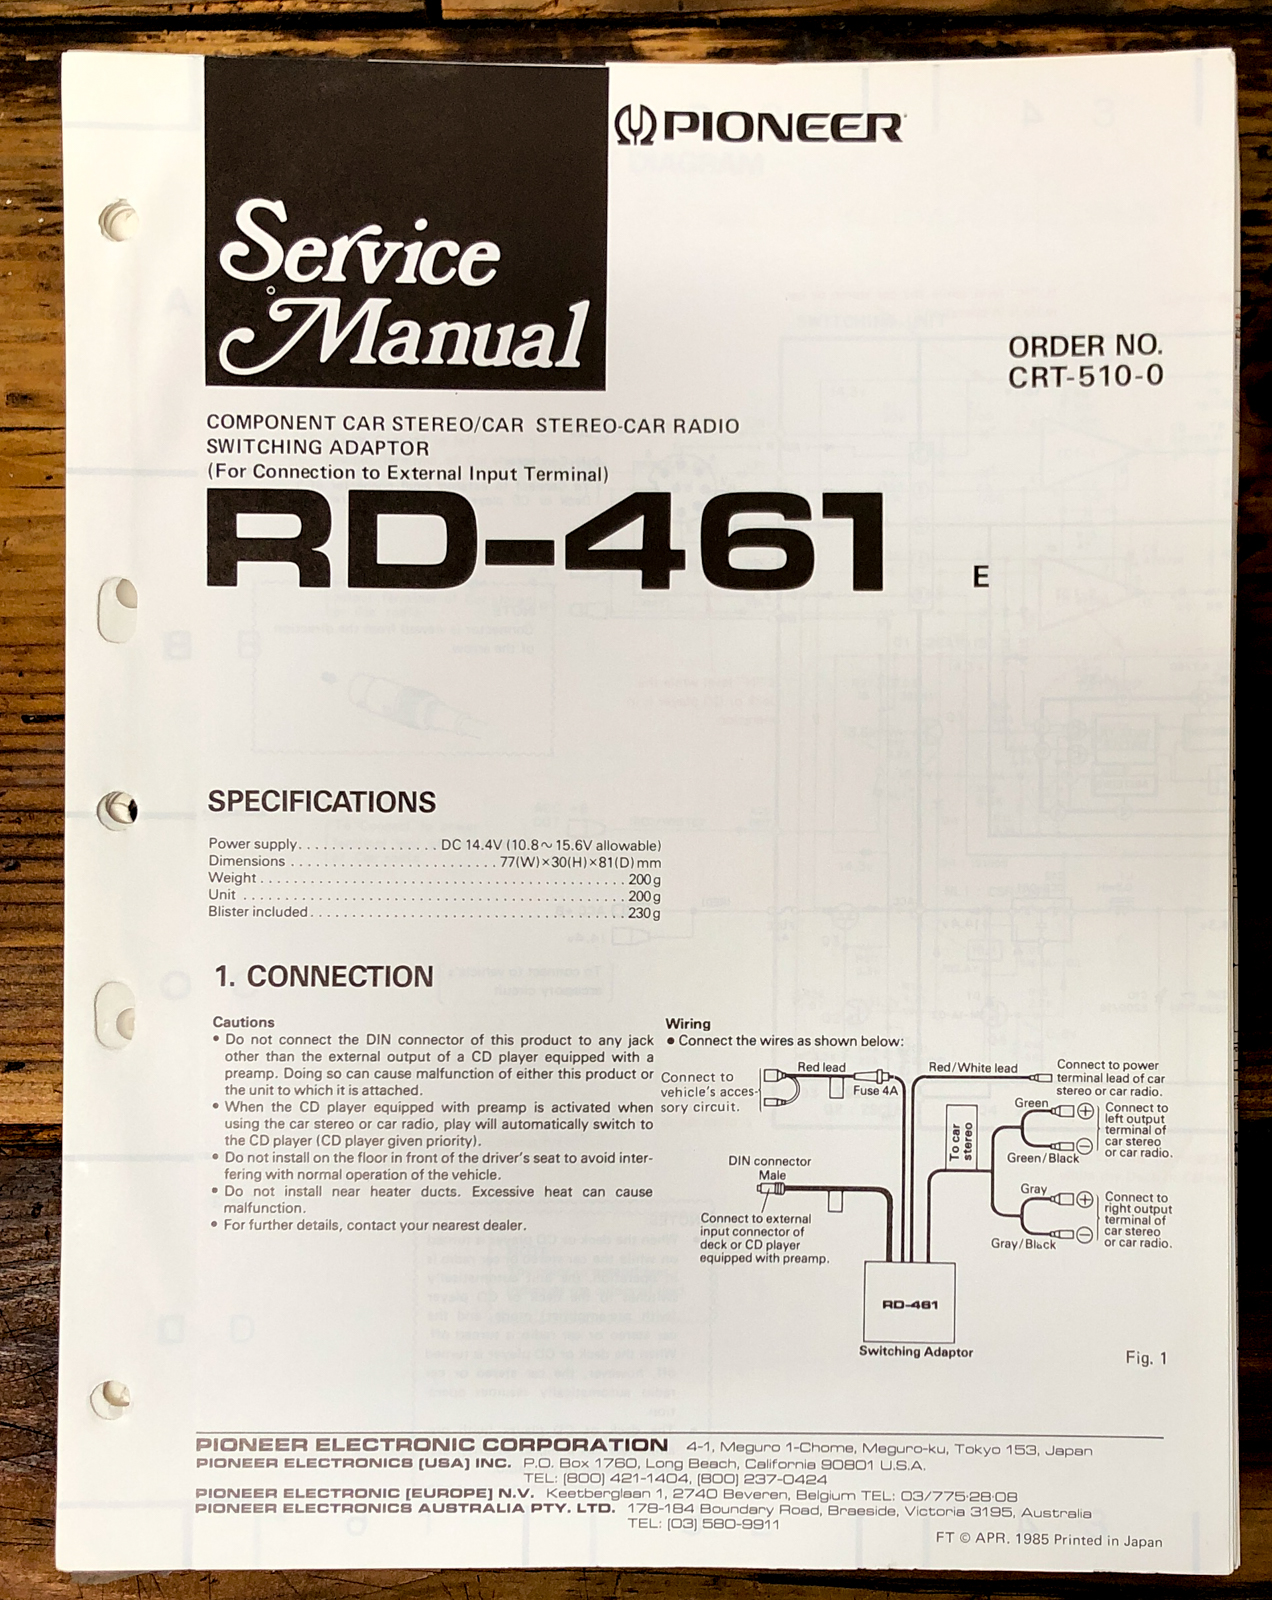 PIONEER
Service
Manual
ORDER NO.
CRT-510-0
COMPONENT CAR STEREO/CAR STEREO-CAR RADIO
SWITCHING ADAPTOR
(For Connection to External Input Terminal)
RD-461
E
SPECIFICATIONS
Power supply................. DC 14.4V (10.8~15.6V allowable)
Dimensions ......................... 77(W)×30(H)×81(D)mm
Weight............................................ 200g
Unit .............................................. 200g
Blister included...................................... 230g
1. CONNECTION
Cautions
• Do not connect the DIN connector of this product to any jack
other than the external output of a CD player equipped with a
preamp. Doing so can cause malfunction of either this product or
the unit to which it is attached.
• When the CD player equipped with preamp is activated when
using the car stereo or car radio, play will automatically switch to
the CD player (CD player given priority).
• Do not install on the floor in front of the driver's seat to avoid inter-
fering with normal operation of the vehicle.
• Do not install near heater ducts. Excessive heat can cause
malfunction.
• For further details, contact your nearest dealer.
Wiring
• Connect the wires as shown below:
Connect to
vehicle's acces-
sory circuit.
Red lead
Fuse 4A
Red/White lead
Connect to power
terminal lead of car
stereo or car radio.
To car
stereo
Green
⊕
⊖
Green/Black
Connect to
left output
terminal of
car stereo
or car radio.
DIN connector
Male
Connect to external
input connector of
deck or CD player
equipped with preamp.
Gray
⊕
⊖
Gray/Black
Connect to
right output
terminal of
car stereo
or car radio.
RD-461
Switching Adaptor
Fig. 1
PIONEER ELECTRONIC CORPORATION 4-1, Meguro 1-Chome, Meguro-ku, Tokyo 153, Japan
PIONEER ELECTRONICS [USA] INC. P.O. Box 1760, Long Beach, California 90801 U.S.A.
TEL: (800) 421-1404, (800) 237-0424
PIONEER ELECTRONIC [EUROPE] N.V. Keetberglaan 1, 2740 Beveren, Belgium TEL: 03/775·28·08
PIONEER ELECTRONICS AUSTRALIA PTY. LTD. 178-184 Boundary Road, Braeside, Victoria 3195, Australia
TEL: (03) 580-9911
FT © APR. 1985 Printed in Japan